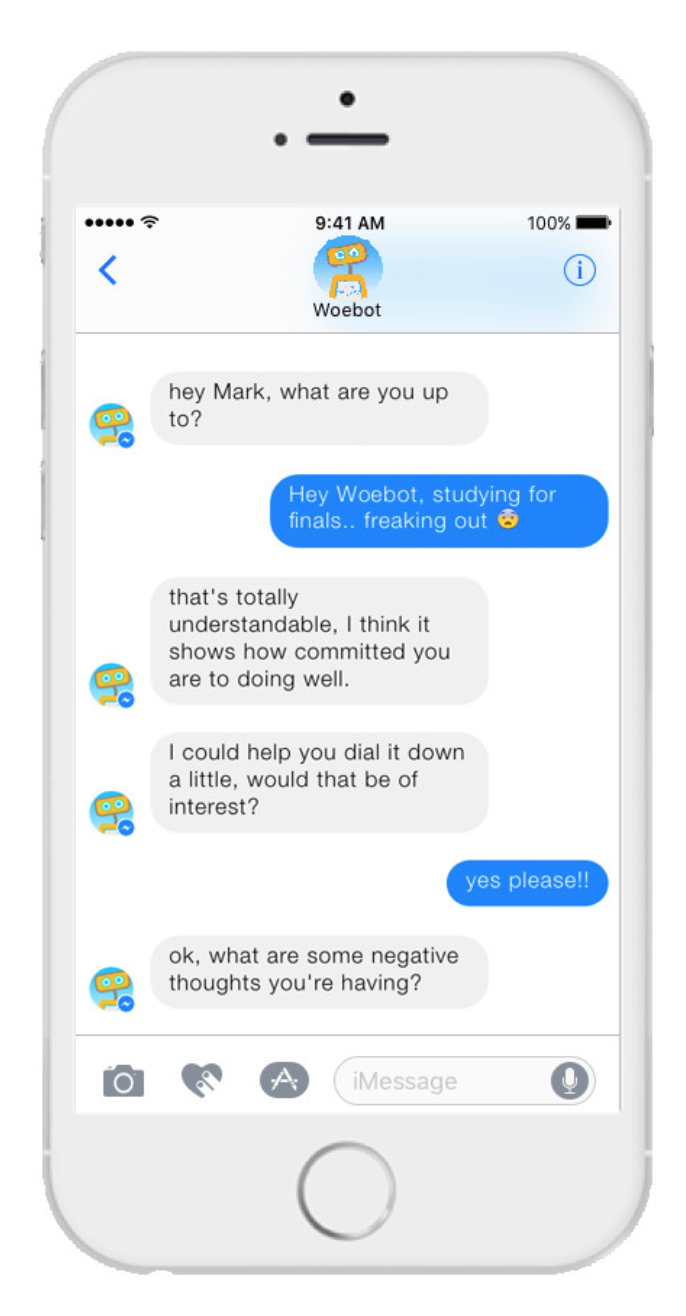 9:41 AM
100%
Woebot
hey Mark, what are you up
to?
Hey Woebot, studying for
finals.. freaking out 😨
that's totally
understandable, I think it
shows how committed you
are to doing well.
I could help you dial it down
a little, would that be of
interest?
yes please!!
ok, what are some negative
thoughts you're having?
iMessage